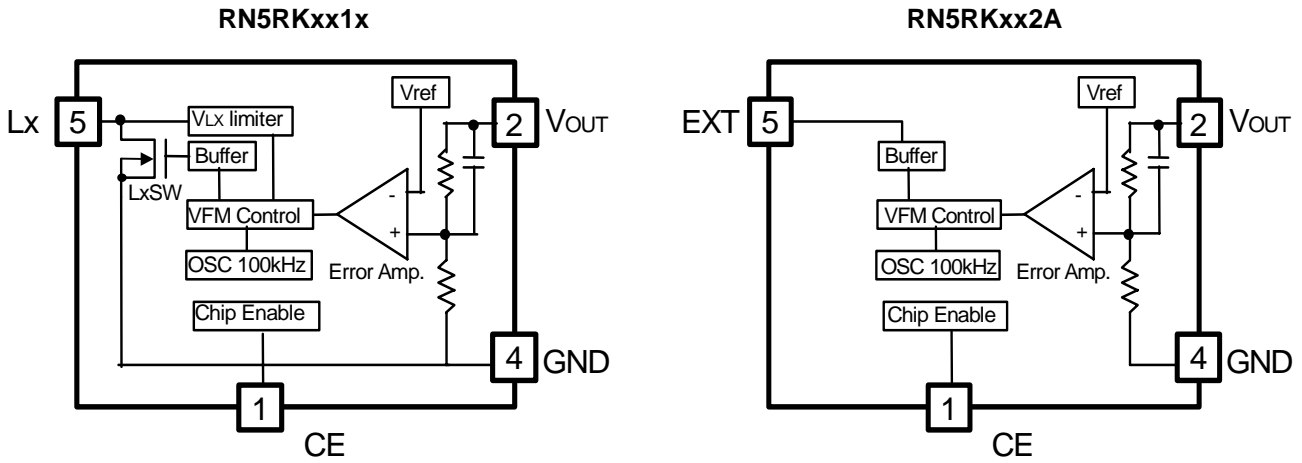 RN5RKxx1x
Lx
5
VLX limiter
Buffer
LxSW
VFM Control
OSC 100kHz
Chip Enable
Vref
-
+
Error Amp.
2
VOUT
4
GND
1
CE
RN5RKxx2A
EXT
5
Buffer
VFM Control
OSC 100kHz
Chip Enable
Vref
-
+
Error Amp.
2
VOUT
4
GND
1
CE